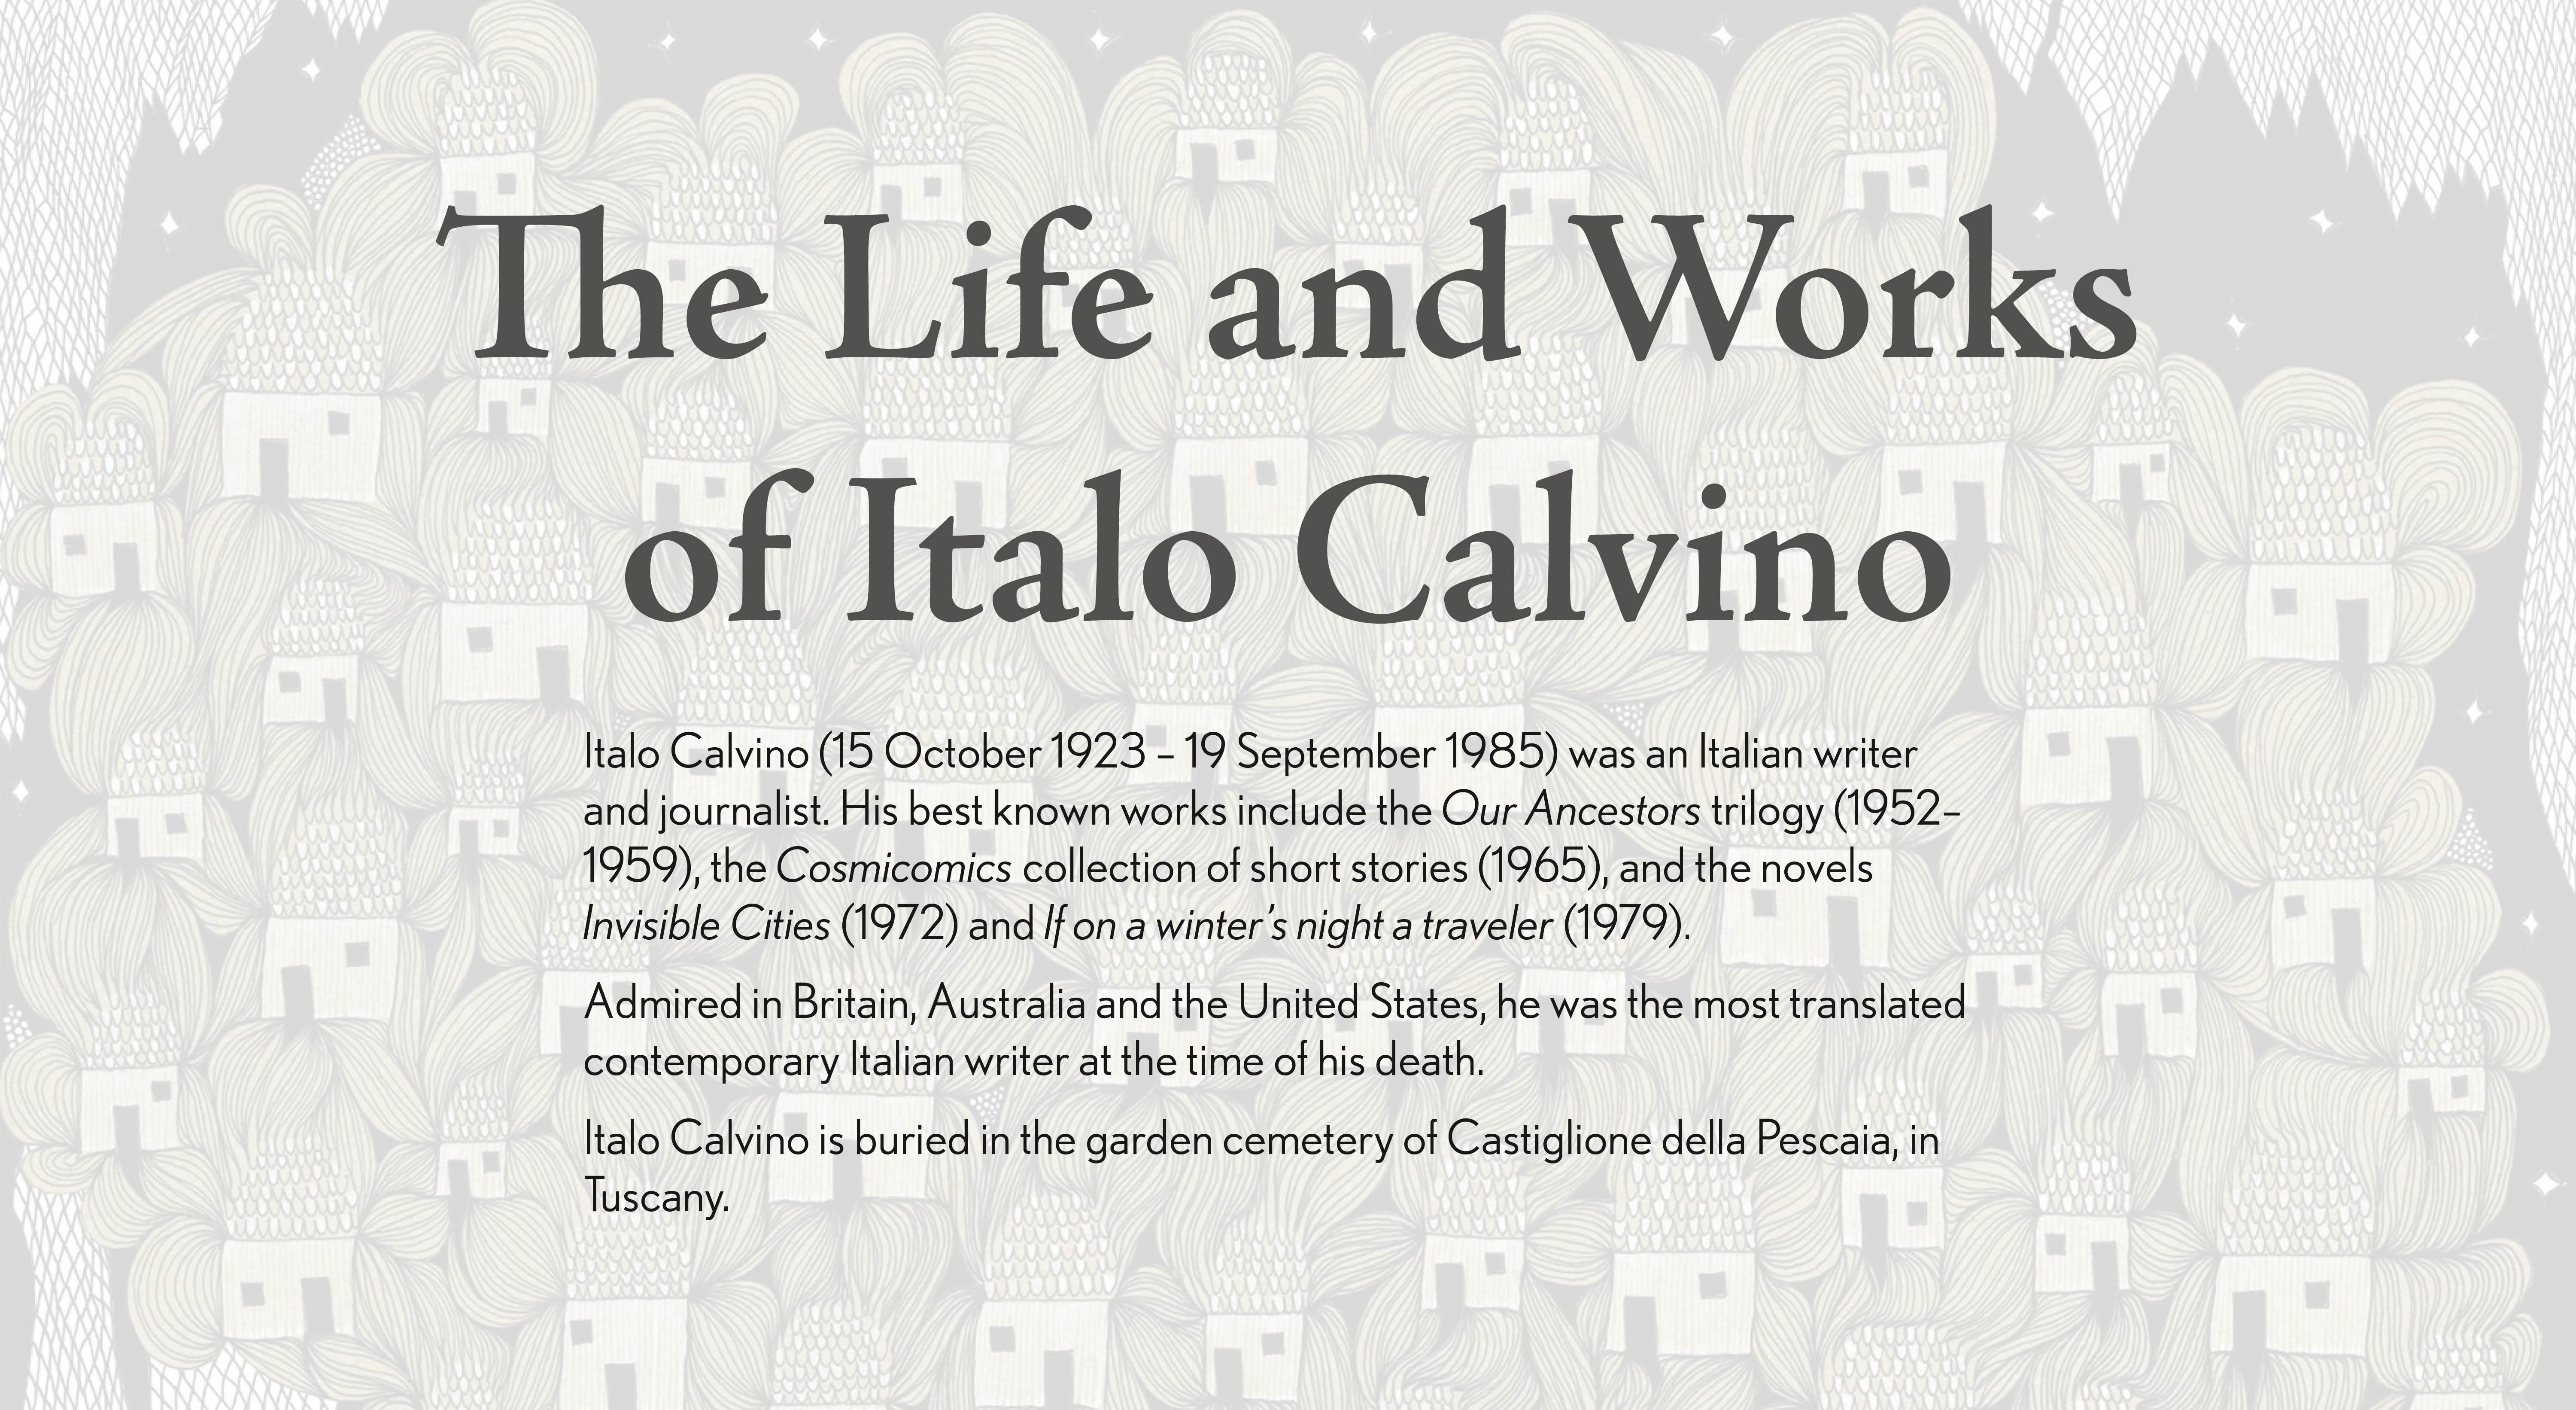 The Life and Works
of Italo Calvino
Italo Calvino (15 October 1923 – 19 September 1985) was an Italian writer
and journalist. His best known works include the Our Ancestors trilogy (1952–
1959), the Cosmicomics collection of short stories (1965), and the novels
Invisible Cities (1972) and If on a winter’s night a traveler (1979).
Admired in Britain, Australia and the United States, he was the most translated
contemporary Italian writer at the time of his death.
Italo Calvino is buried in the garden cemetery of Castiglione della Pescaia, in
Tuscany.